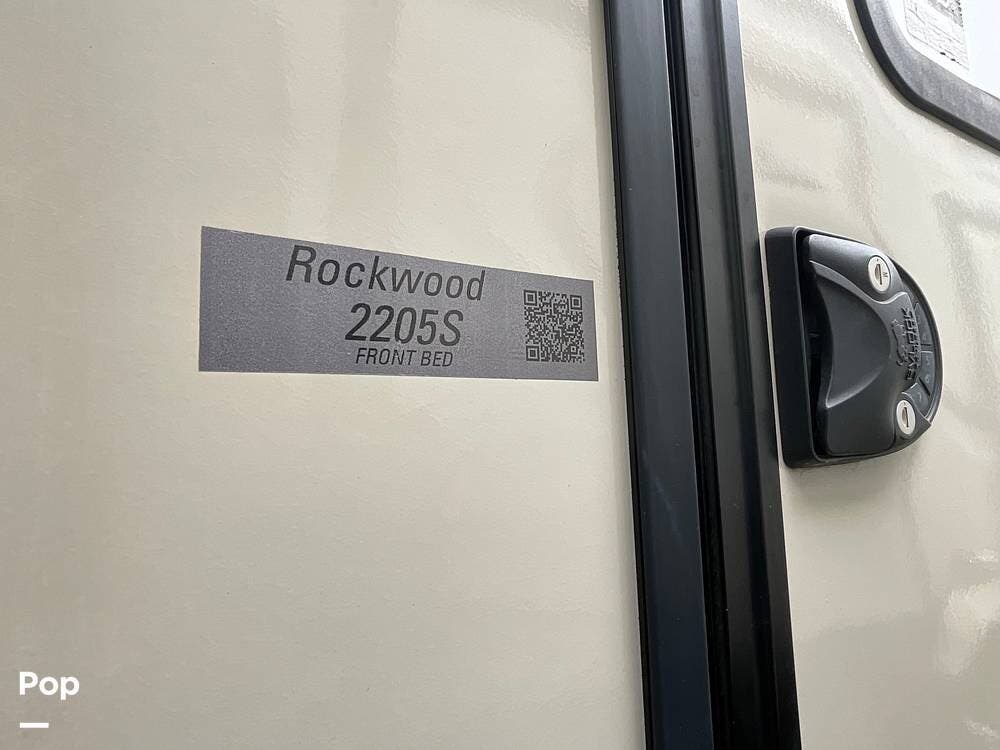 Rockwood
2205S
FRONT BED
Pop